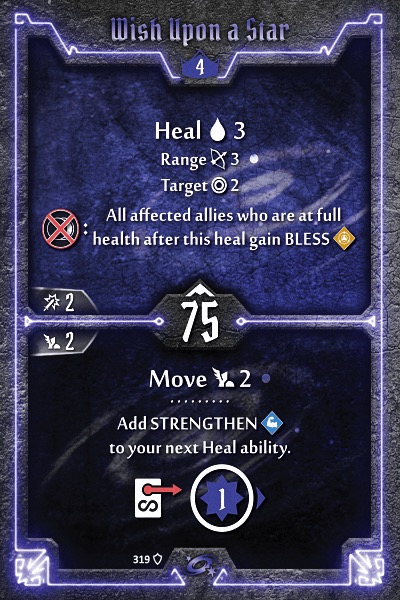 Wish Upon a Star
4
Heal 3
Range 3
Target 2
: All affected allies who are at full
health after this heal gain BLESS
2
75
2
Move 2
Add STRENGTHEN
to your next Heal ability.
1
319